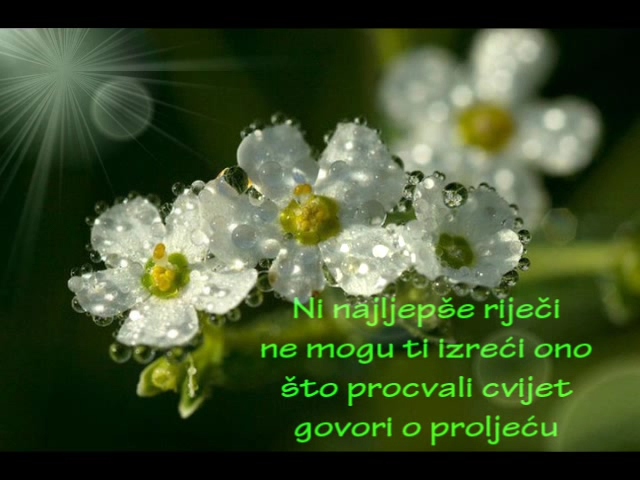 Ni najljepše riječi
ne mogu ti izreći ono
što procvali cvijet
govori o proljeću